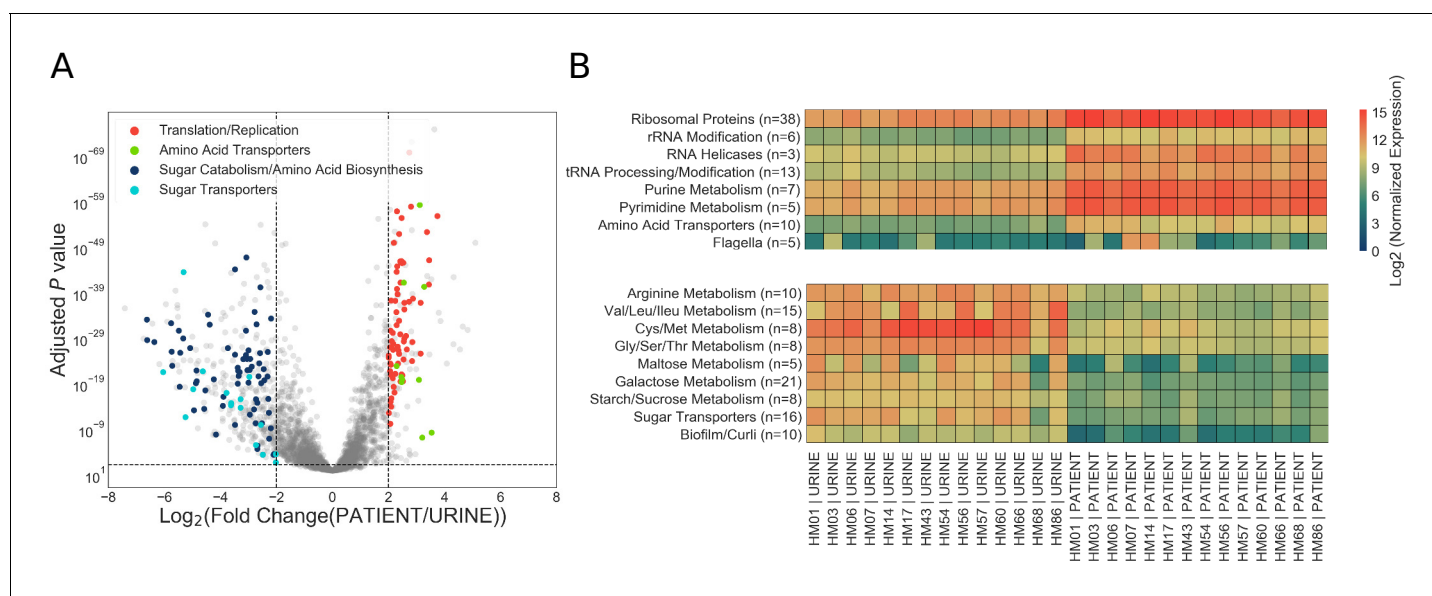 A
B
Translation/Replication
Amino Acid Transporters
Sugar Catabolism/Amino Acid Biosynthesis
Sugar Transporters
Adjusted P value
10⁻⁶⁹
10⁻⁵⁹
10⁻⁴⁹
10⁻³⁹
10⁻²⁹
10⁻¹⁹
10⁻⁹
10¹
−8 −6 −4 −2 0 2 4 6 8
Log₂(Fold Change(PATIENT/URINE))
Ribosomal Proteins (n=38)
rRNA Modification (n=6)
RNA Helicases (n=3)
tRNA Processing/Modification (n=13)
Purine Metabolism (n=7)
Pyrimidine Metabolism (n=5)
Amino Acid Transporters (n=10)
Flagella (n=5)
Arginine Metabolism (n=10)
Val/Leu/Ileu Metabolism (n=15)
Cys/Met Metabolism (n=8)
Gly/Ser/Thr Metabolism (n=8)
Maltose Metabolism (n=5)
Galactose Metabolism (n=21)
Starch/Sucrose Metabolism (n=8)
Sugar Transporters (n=16)
Biofilm/Curli (n=10)
HM01 | URINE
HM03 | URINE
HM06 | URINE
HM07 | URINE
HM14 | URINE
HM17 | URINE
HM43 | URINE
HM54 | URINE
HM56 | URINE
HM57 | URINE
HM60 | URINE
HM66 | URINE
HM68 | URINE
HM86 | URINE
HM01 | PATIENT
HM03 | PATIENT
HM06 | PATIENT
HM07 | PATIENT
HM14 | PATIENT
HM17 | PATIENT
HM43 | PATIENT
HM54 | PATIENT
HM56 | PATIENT
HM57 | PATIENT
HM60 | PATIENT
HM66 | PATIENT
HM68 | PATIENT
HM86 | PATIENT
15
12
9
6
3
0
Log2 (Normalized Expression)